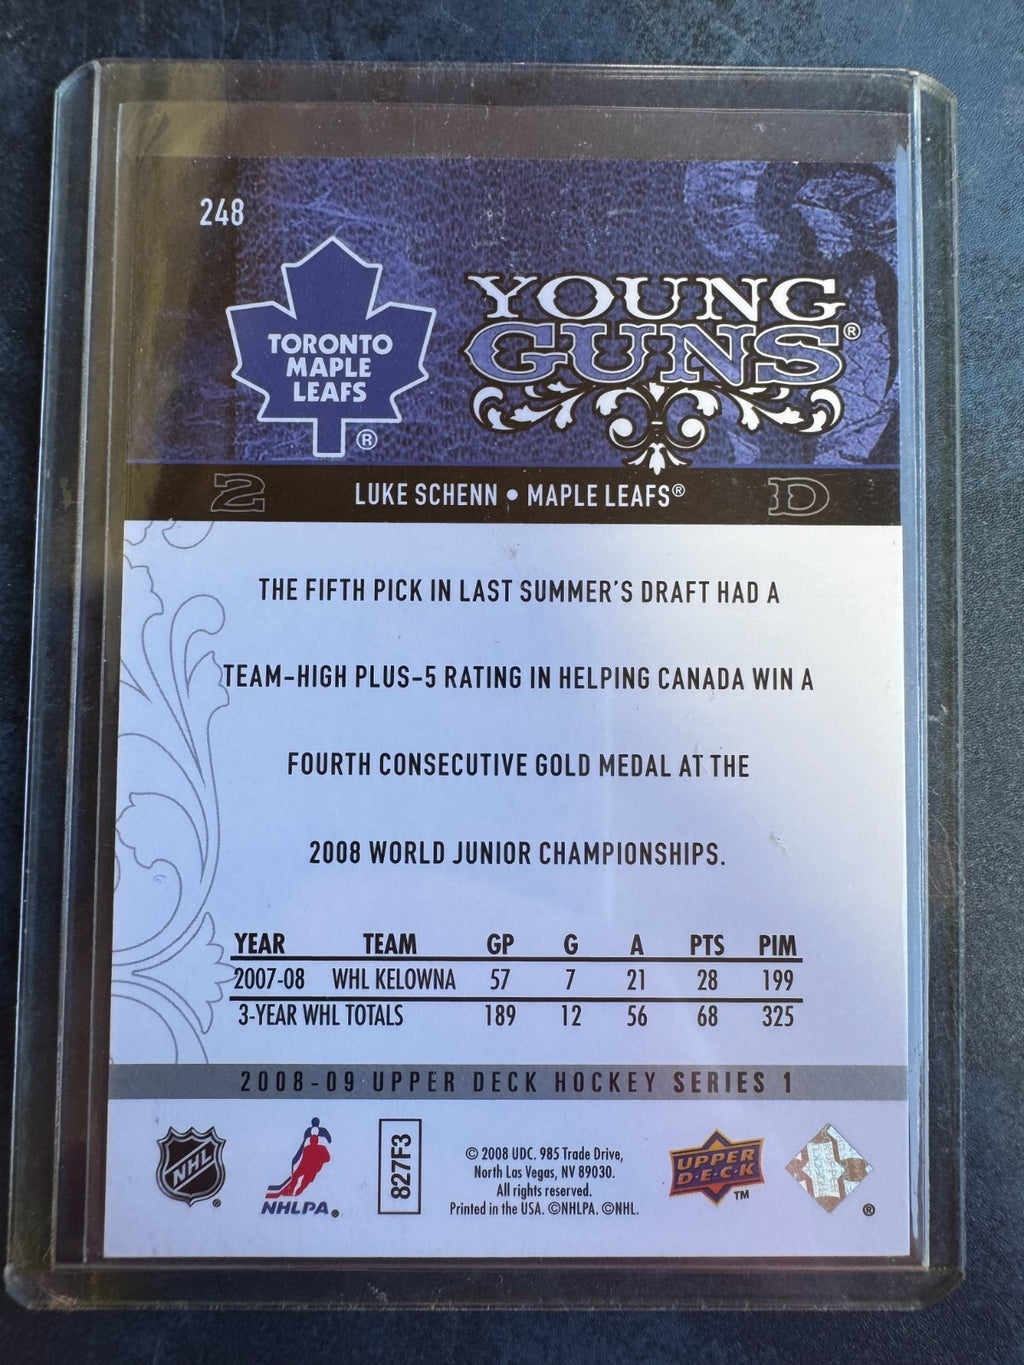 248
TORONTO
MAPLE
LEAFS
®
YOUNG
GUNS®
2 LUKE SCHENN • MAPLE LEAFS® D
THE FIFTH PICK IN LAST SUMMER'S DRAFT HAD A
TEAM-HIGH PLUS-5 RATING IN HELPING CANADA WIN A
FOURTH CONSECUTIVE GOLD MEDAL AT THE
2008 WORLD JUNIOR CHAMPIONSHIPS.
YEAR TEAM GP G A PTS PIM
2007-08 WHL KELOWNA 57 7 21 28 199
3-YEAR WHL TOTALS 189 12 56 68 325
2008-09 UPPER DECK HOCKEY SERIES 1
NHL ®
NHLPA®
827F3
© 2008 UDC. 985 Trade Drive,
North Las Vegas, NV 89030.
All rights reserved.
Printed in the USA. ©NHLPA. ©NHL.
UPPER
D•E•C•K
TM
®